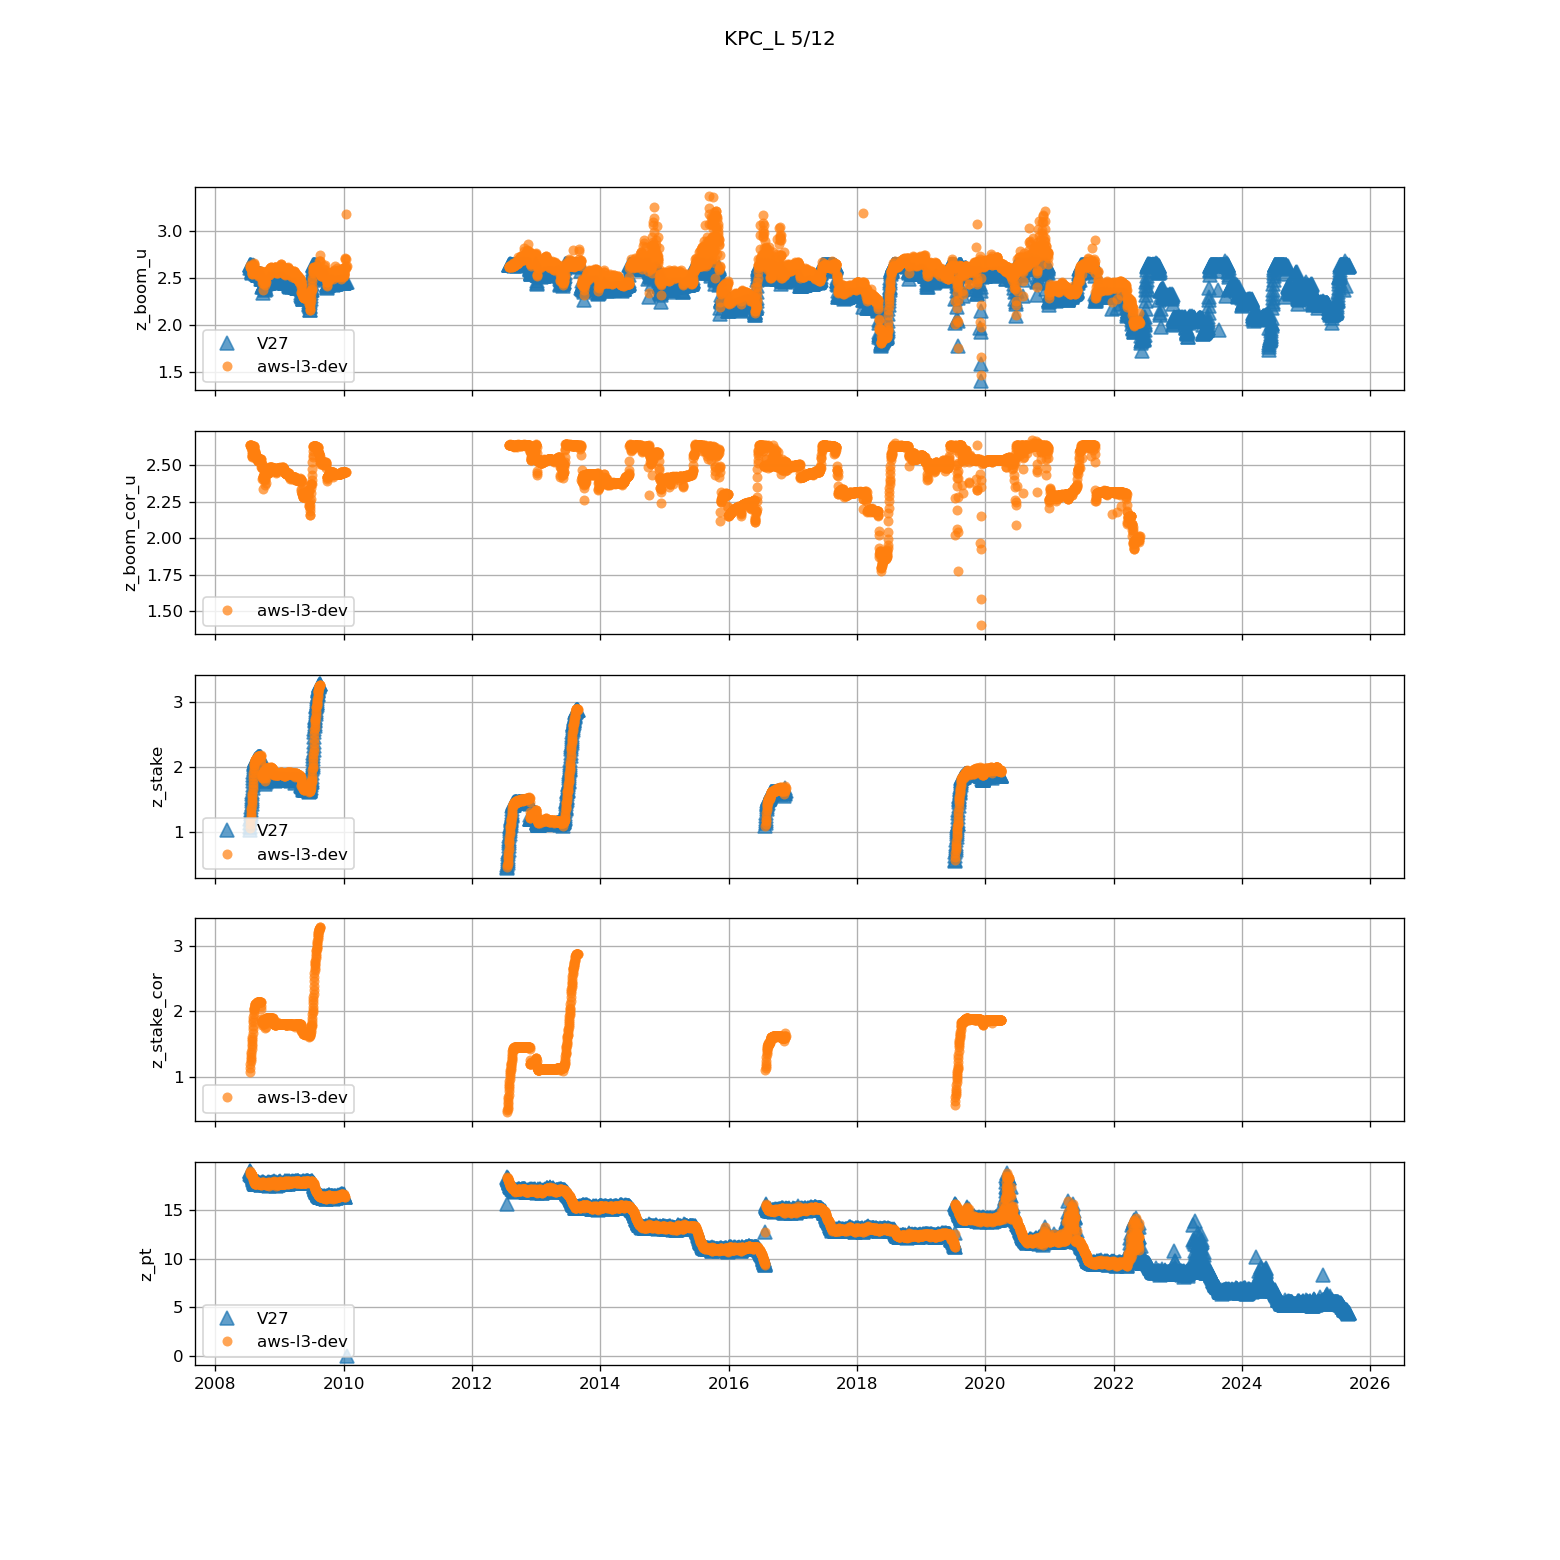 KPC_L 5/12
z_boom_u
3.0
2.5
2.0
1.5
V27
aws-l3-dev
z_boom_cor_u
2.50
2.25
2.00
1.75
1.50
aws-l3-dev
z_stake
3
2
1
V27
aws-l3-dev
z_stake_cor
3
2
1
aws-l3-dev
z_pt
15
10
5
0
V27
aws-l3-dev
2008 2010 2012 2014 2016 2018 2020 2022 2024 2026